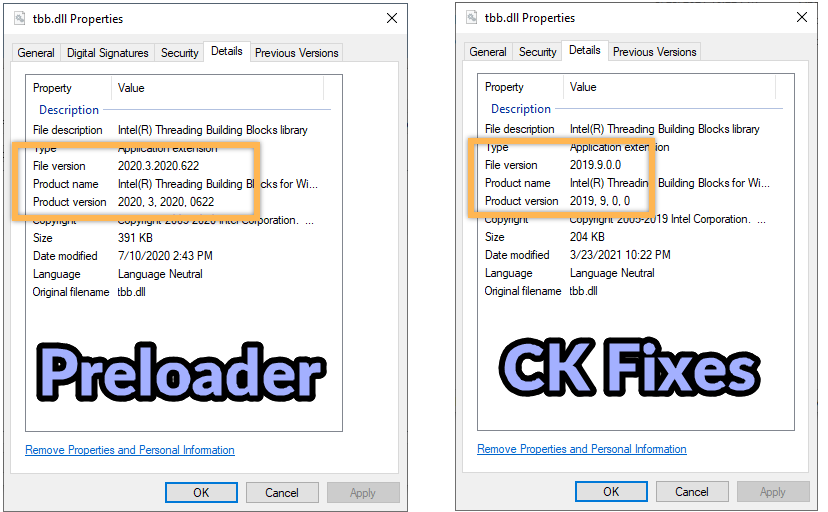 tbb.dll Properties
General Digital Signatures Security Details Previous Versions
Property Value
Description
File description Intel(R) Threading Building Blocks library
Type Application extension
File version 2020.3.2020.622
Product name Intel(R) Threading Building Blocks for Wi...
Product version 2020, 3, 2020, 0622
Copyright Copyright 2005-2020 Intel Corporation. ...
Size 391 KB
Date modified 7/10/2020 2:43 PM
Language Language Neutral
Original filename tbb.dll
Preloader
Remove Properties and Personal Information
OK Cancel Apply
tbb.dll Properties
General Security Details Previous Versions
Property Value
Description
File description Intel(R) Threading Building Blocks library
Type Application extension
File version 2019.9.0.0
Product name Intel(R) Threading Building Blocks for Wi...
Product version 2019, 9, 0, 0
Copyright Copyright 2005-2019 Intel Corporation. ...
Size 204 KB
Date modified 3/23/2021 10:22 PM
Language Language Neutral
Original filename tbb.dll
CK Fixes
Remove Properties and Personal Information
OK Cancel Apply